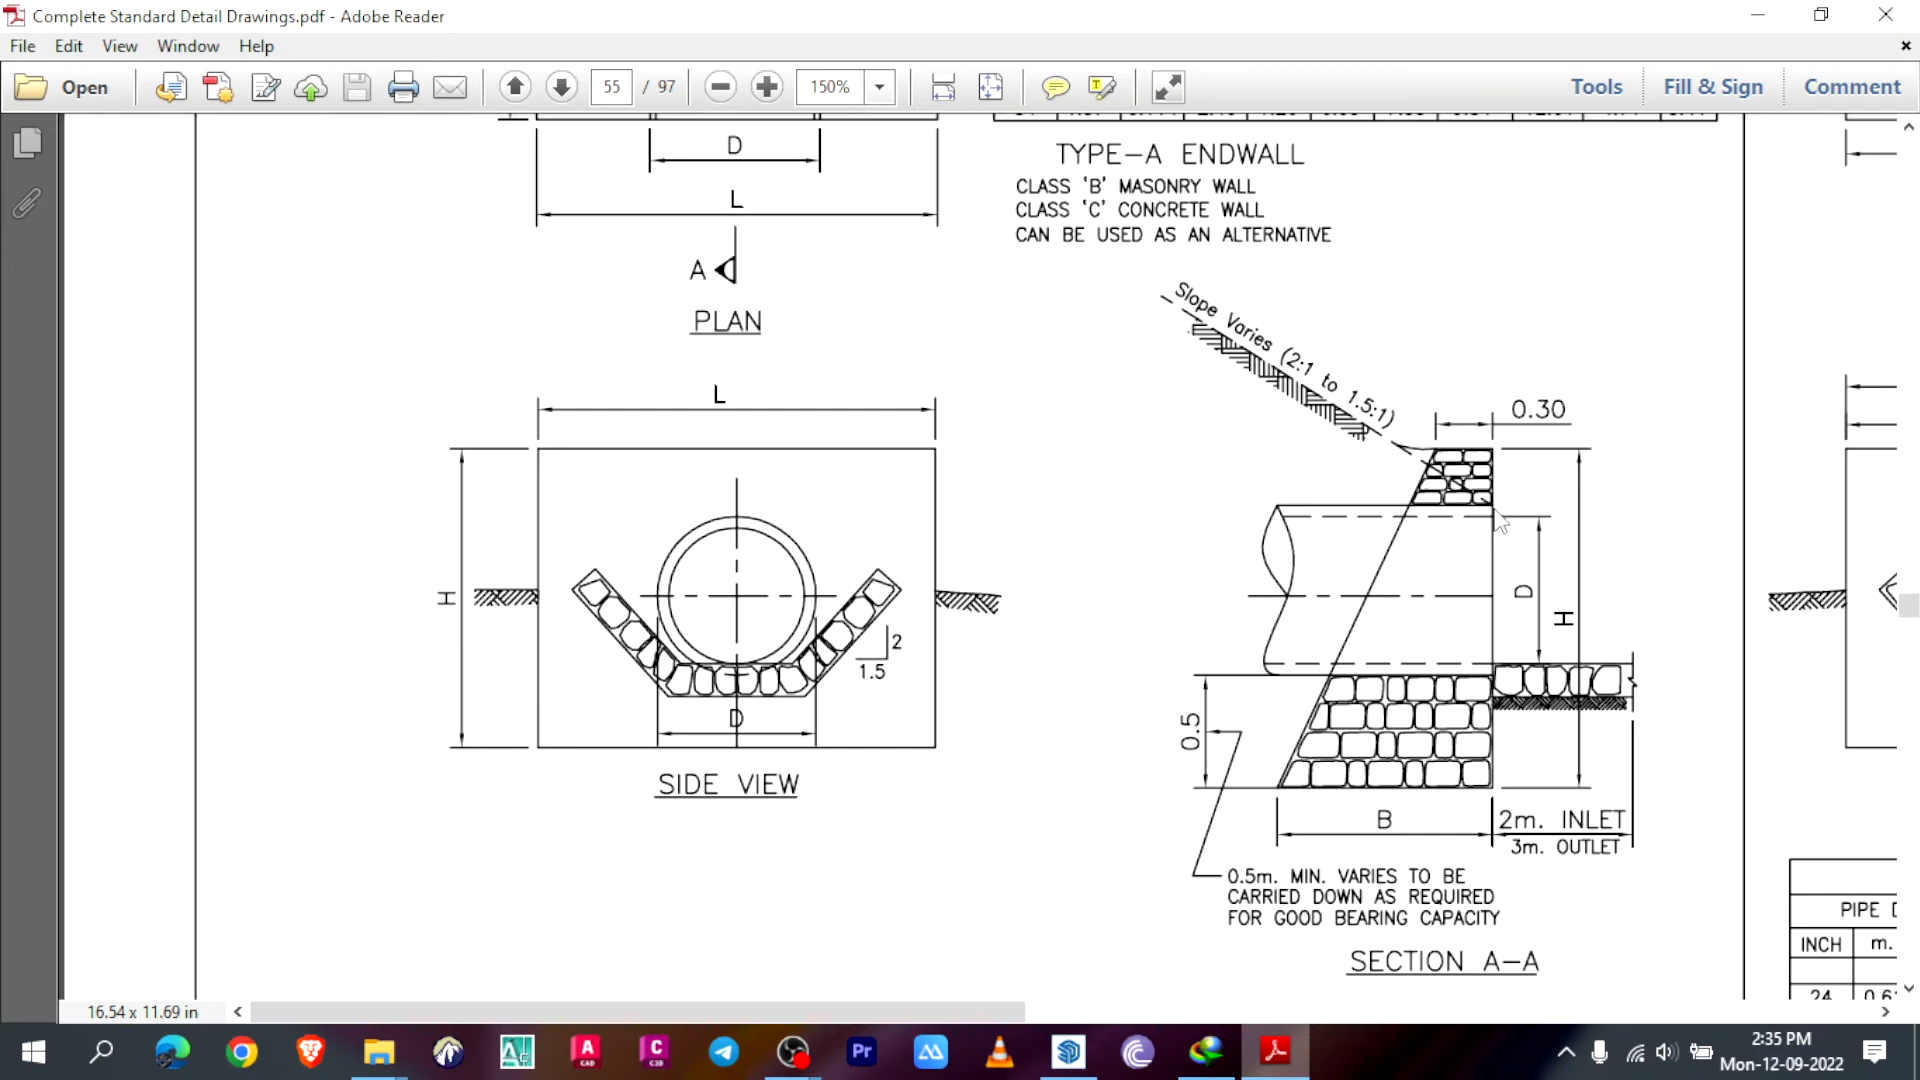 Complete Standard Detail Drawings.pdf - Adobe Reader
File Edit View Window Help
Open
55 / 97
150%
Tools
Fill & Sign
Comment
D
L
A
PLAN
TYPE-A ENDWALL
CLASS 'B' MASONRY WALL
CLASS 'C' CONCRETE WALL
CAN BE USED AS AN ALTERNATIVE
L
H
2
1.5
D
SIDE VIEW
Slope Varies (2:1 to 1.5:1)
0.30
D
H
0.5
B
2m. INLET
3m. OUTLET
0.5m. MIN. VARIES TO BE
CARRIED DOWN AS REQUIRED
FOR GOOD BEARING CAPACITY
SECTION A-A
PIPE
INCH m.
24
16.54 x 11.69 in
2:35 PM
Mon-12-09-2022